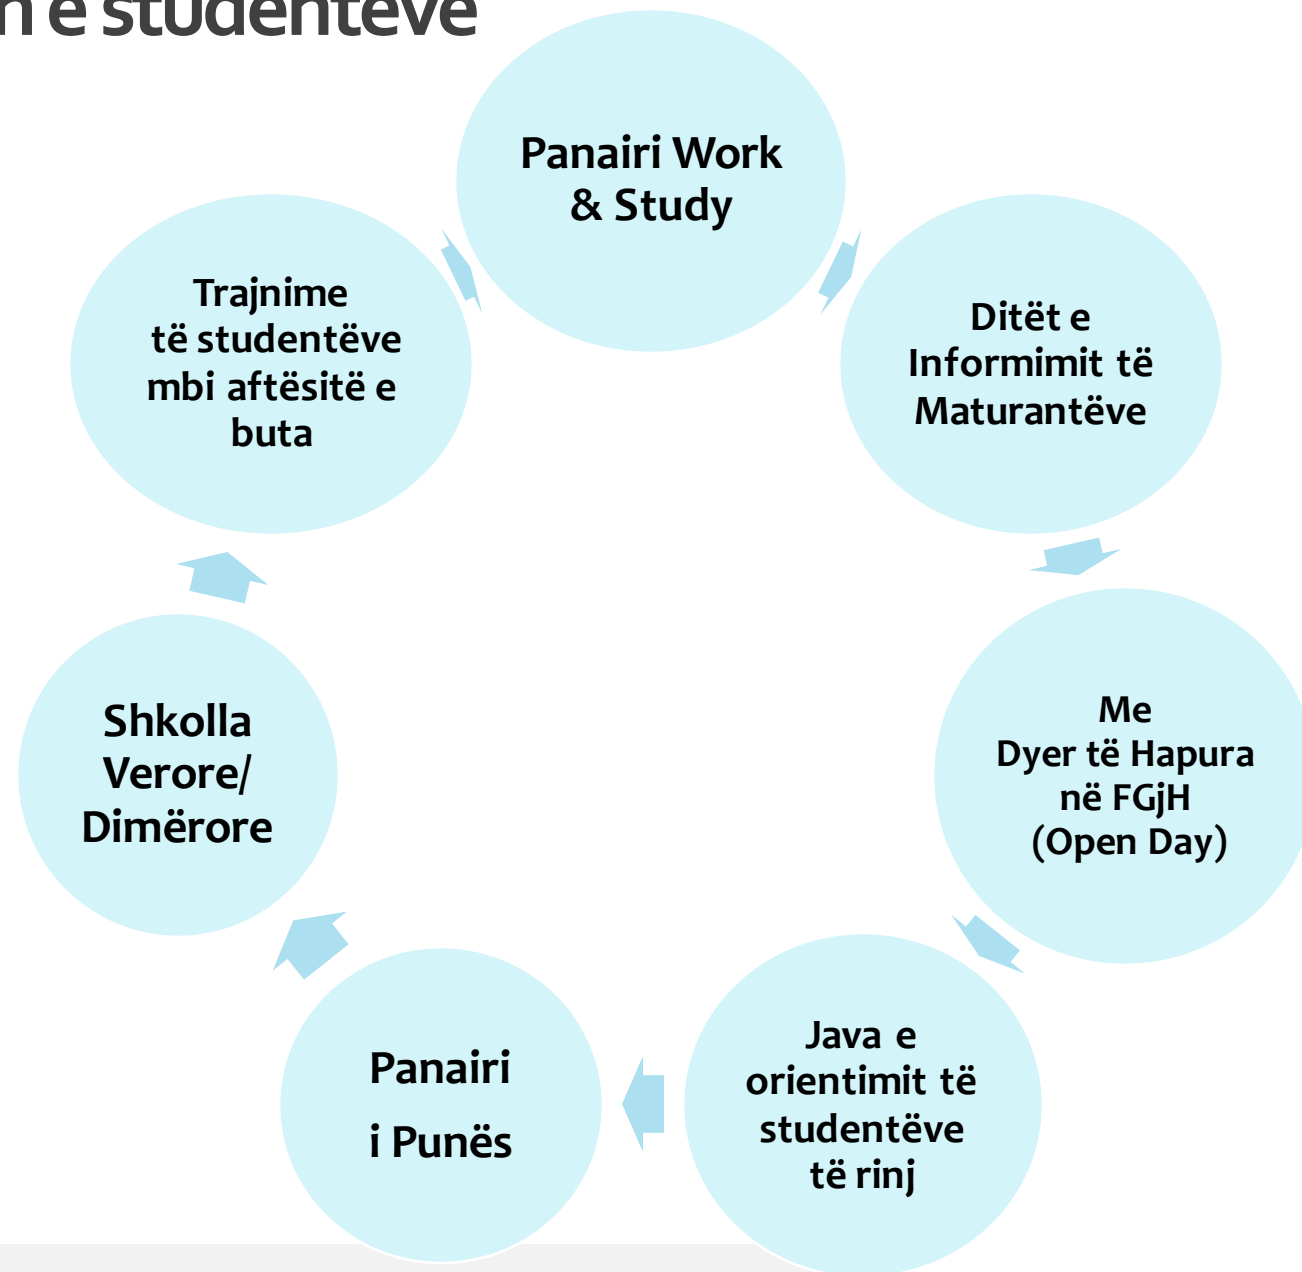 e studentëve
Panairi Work
& Study
Ditët e
Informimit të
Maturantëve
Me
Dyer të Hapura
në FGjH
(Open Day)
Java e
orientimit të
studentëve
të rinj
Panairi
i Punës
Shkolla
Verore/
Dimërore
Trajnime
të studentëve
mbi aftësitë e
buta